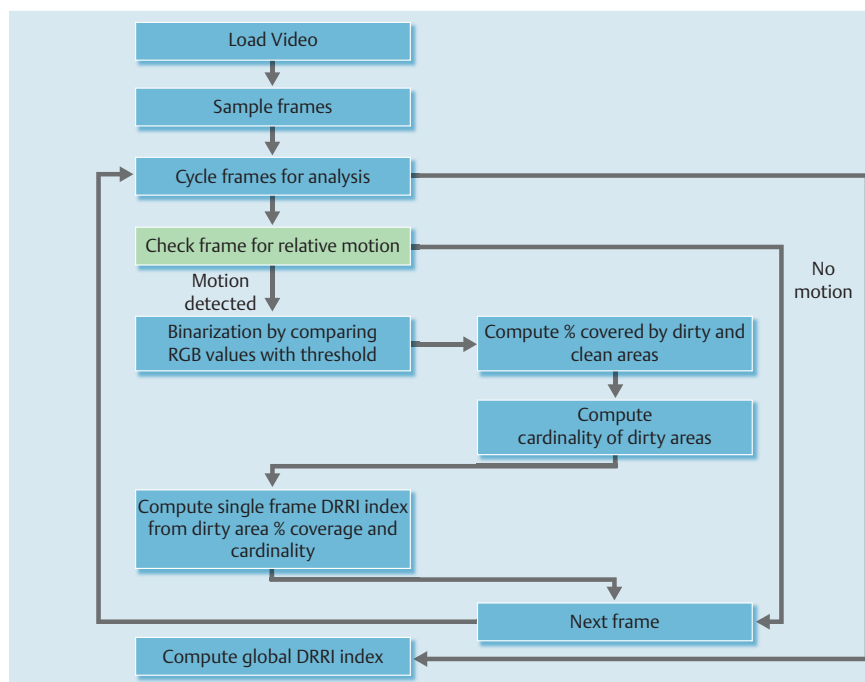 Load Video
Sample frames
Cycle frames for analysis
Check frame for relative motion
No
motion
Motion
detected
Binarization by comparing
RGB values with threshold
Compute % covered by dirty and
clean areas
Compute
cardinality of dirty areas
Compute single frame DRRI index
from dirty area % coverage and
cardinality
Next frame
Compute global DRRI index